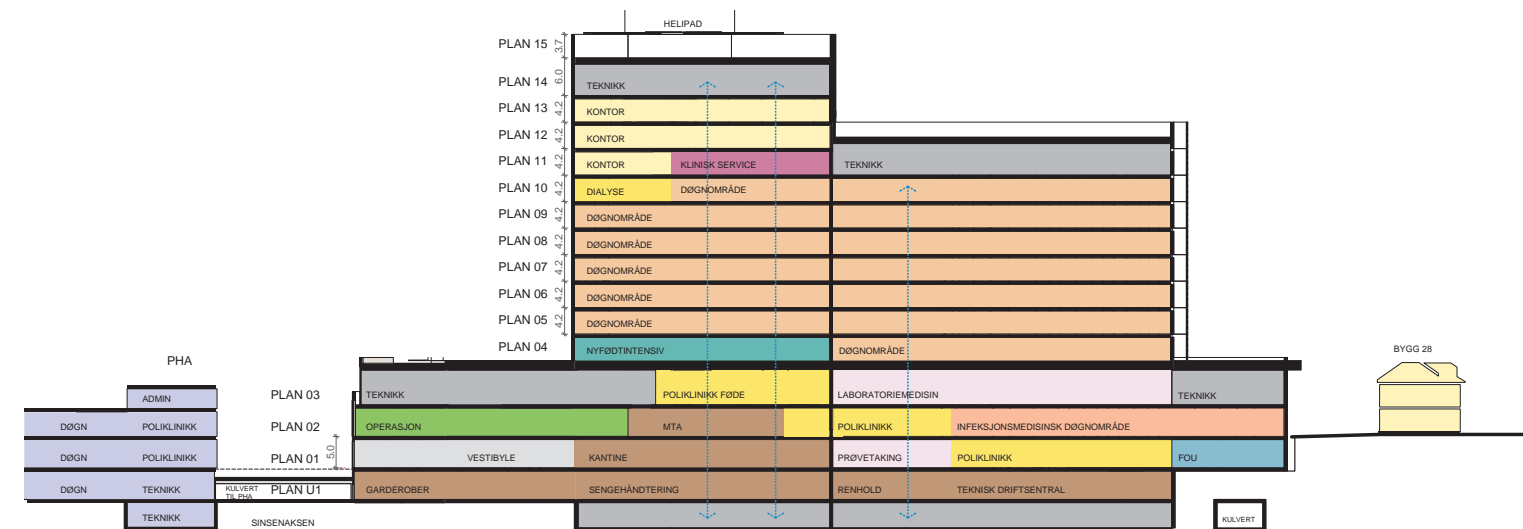 HELIPAD
PLAN 15 3.7
PLAN 14 6.0 TEKNIKK
PLAN 13 4.2 KONTOR
PLAN 12 4.2 KONTOR
PLAN 11 4.2 KONTOR KLINISK SERVICE TEKNIKK
PLAN 10 4.2 DIALYSE DØGNOMRÅDE
PLAN 09 4.2 DØGNOMRÅDE
PLAN 08 4.2 DØGNOMRÅDE
PLAN 07 4.2 DØGNOMRÅDE
PLAN 06 4.2 DØGNOMRÅDE
PLAN 05 4.2 DØGNOMRÅDE
PLAN 04 NYFØDTINTENSIV DØGNOMRÅDE
PHA
BYGG 28
ADMIN PLAN 03 TEKNIKK POLIKLINIKK FØDE LABORATORIEMEDISIN TEKNIKK
DØGN POLIKLINIKK PLAN 02 OPERASJON MTA POLIKLINIKK INFEKSJONSMEDISINSK DØGNOMRÅDE
DØGN POLIKLINIKK PLAN 01 5.0 VESTIBYLE KANTINE PRØVETAKING POLIKLINIKK FOU
DØGN TEKNIKK KULVERT TIL PHA PLAN U1 GARDEROBER SENGEHÅNDTERING RENHOLD TEKNISK DRIFTSENTRAL
TEKNIKK SINSENAKSEN KULVERT